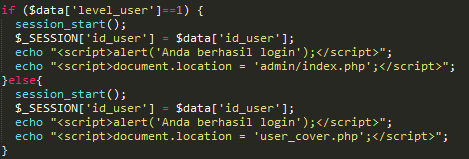 if ($data['level_user']==1) {
session_start();
$_SESSION['id_user'] = $data['id_user'];
echo "<script>alert('Anda berhasil login');</script>";
echo "<script>document.location = 'admin/index.php';</script>";
}else{
session_start();
$_SESSION['id_user'] = $data['id_user'];
echo "<script>alert('Anda berhasil login');</script>";
echo "<script>document.location = 'user_cover.php';</script>";
}